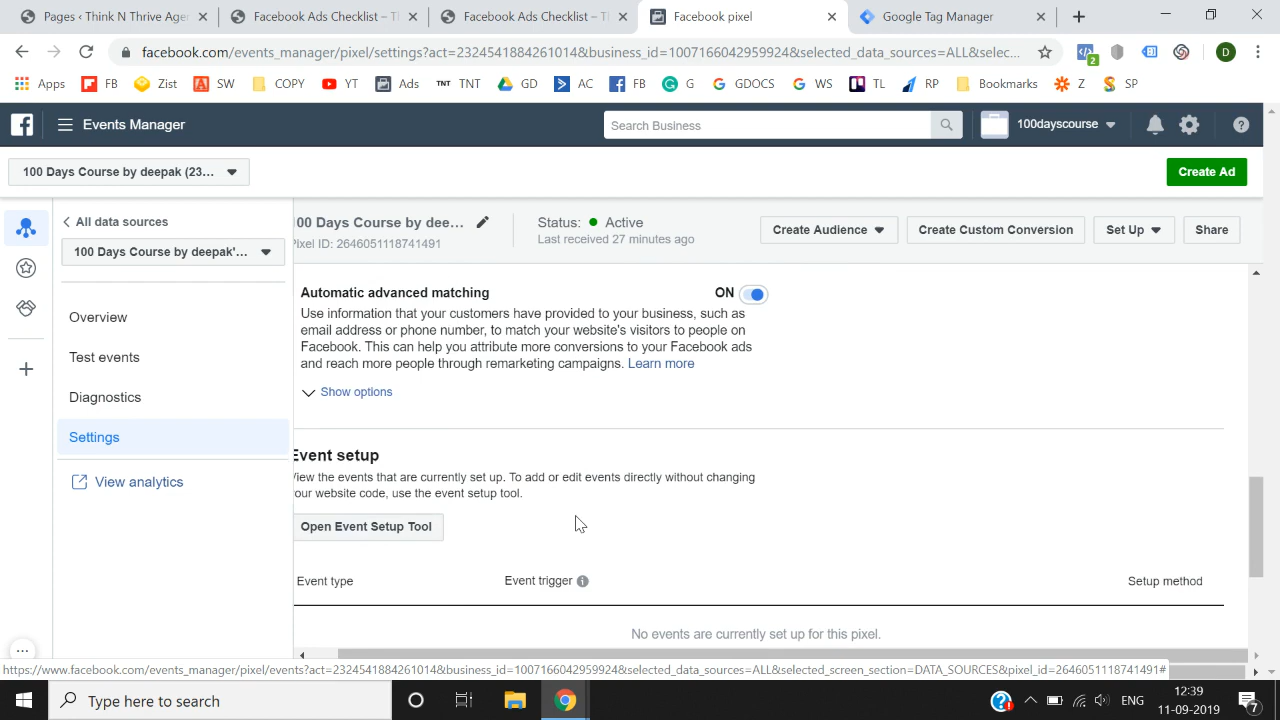 Pages ‹ Think N Thrive Ager
Facebook Ads Checklist – Th
Facebook Ads Checklist – Th
Facebook pixel
Google Tag Manager
facebook.com/events_manager/pixel/settings?act=2324541884261014&business_id=1007166042959924&selected_data_sources=ALL&selec...
2
D
Apps
FB
Zist
SW
COPY
YT
Ads
TNT
TNT
GD
AC
FB
G
GDOCS
WS
TL
RP
Bookmarks
Z
SP
Events Manager
Search Business
100dayscourse
100 Days Course by deepak (23...
Create Ad
All data sources
100 Days Course by deepak'...
00 Days Course by dee...
Pixel ID: 2646051118741491
Status: Active
Last received 27 minutes ago
Create Audience
Create Custom Conversion
Set Up
Share
Overview
Test events
Diagnostics
Settings
View analytics
Automatic advanced matching
ON
Use information that your customers have provided to your business, such as
email address or phone number, to match your website's visitors to people on
Facebook. This can help you attribute more conversions to your Facebook ads
and reach more people through remarketing campaigns. Learn more
Show options
Event setup
View the events that are currently set up. To add or edit events directly without changing
your website code, use the event setup tool.
Open Event Setup Tool
Event type
Event trigger
Setup method
No events are currently set up for this pixel.
https://www.facebook.com/events_manager/pixel/events?act=2324541884261014&business_id=1007166042959924&selected_data_sources=ALL&selected_screen_section=DATA_SOURCES&pixel_id=2646051118741491#
Type here to search
ENG
12:39
11-09-2019
7